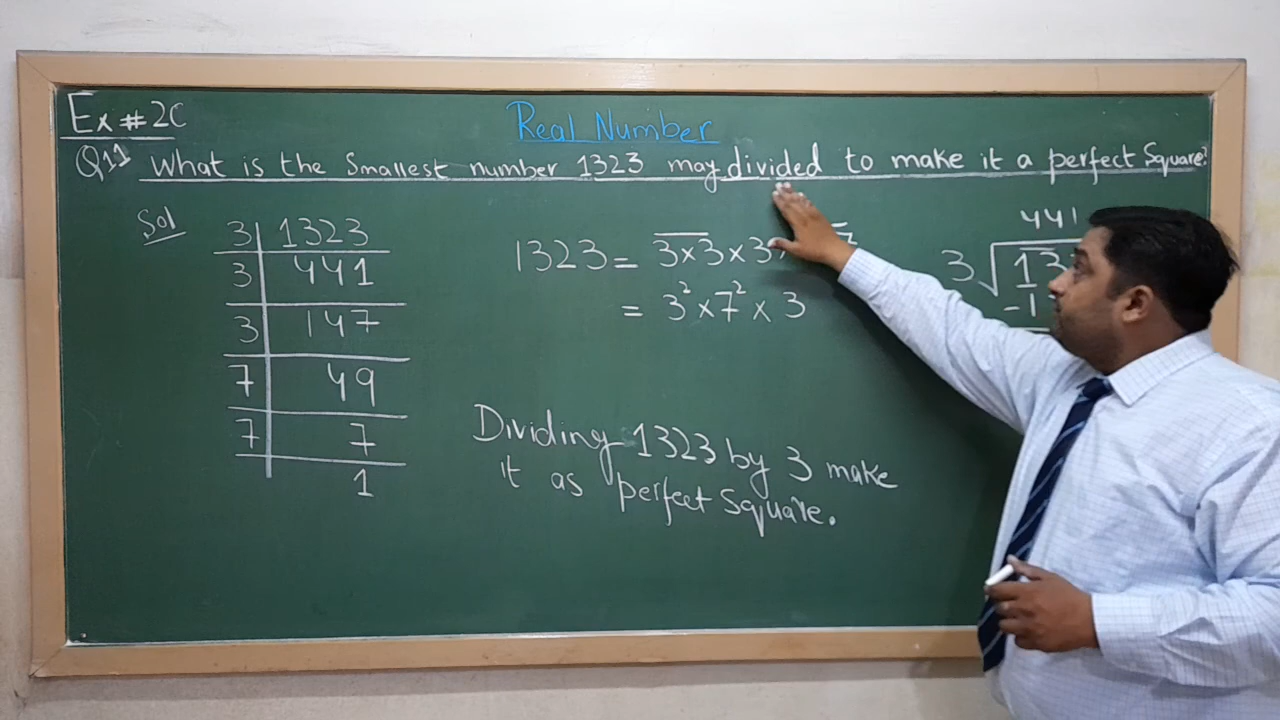 Ex # 2C
Real Number
Q11 What is the Smallest number 1323 may divided to make it a perfect Square?
Sol
3 1323
3 441
3 147
7 49
7 7
1
1323 = 3×3×3×
= 3² × 7² × 3
Dividing 1323 by 3 make
it as perfect Square.
441
3 13
-1